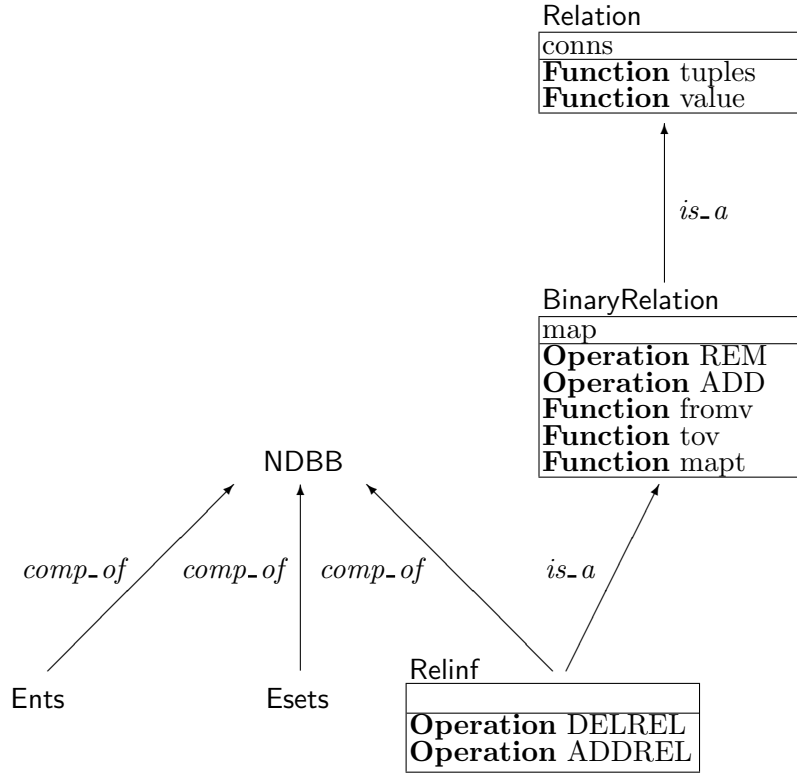 Relation
conns
Function tuples
Function value
is_a
BinaryRelation
map
Operation REM
Operation ADD
Function fromv
Function tov
Function mapt
NDBB
comp_of comp_of comp_of is_a
Ents Esets
Relinf
Operation DELREL
Operation ADDREL